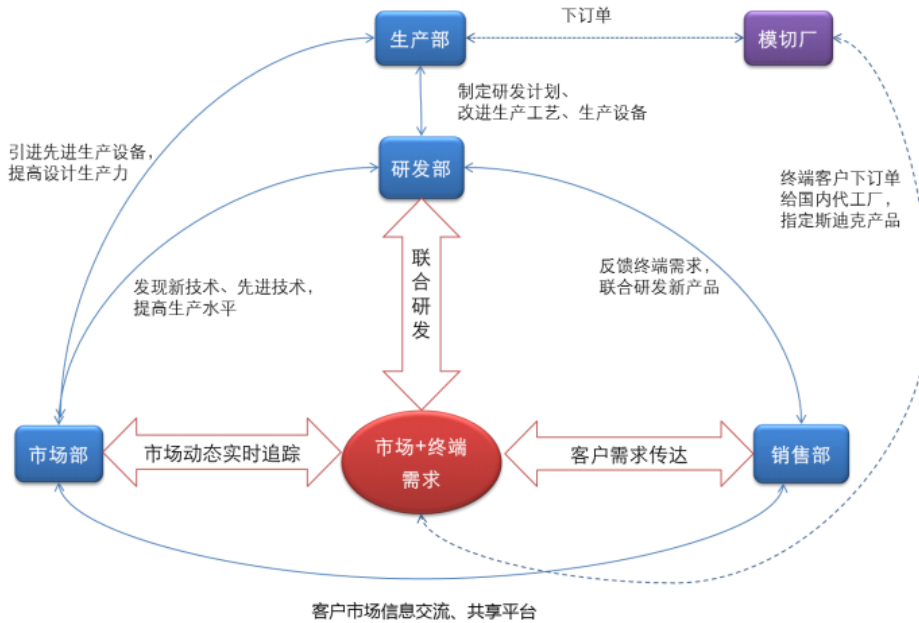 下订单
生产部
模切厂
制定研发计划、
改进生产工艺、生产设备
引进先进生产设备，
提高设计生产力
研发部
终端客户下订单
给国内代工厂，
指定斯迪克产品
联
合
研
发
发现新技术、先进技术，
提高生产水平
反馈终端需求，
联合研发新产品
市场部
市场动态实时追踪
市场+终端
需求
客户需求传达
销售部
客户市场信息交流、共享平台